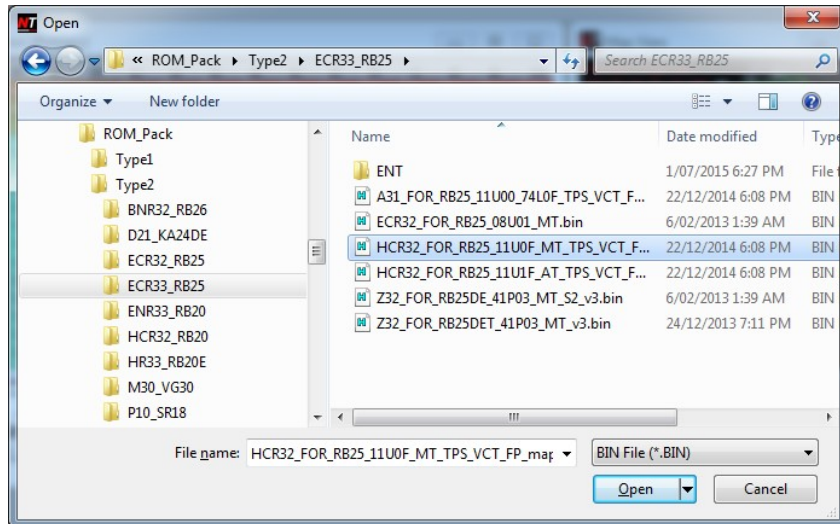 NT Open
« ROM_Pack ▸ Type2 ▸ ECR33_RB25 ▸ Search ECR33_RB25
Organize ▾ New folder
ROM_Pack
Type1
Type2
BNR32_RB26
D21_KA24DE
ECR32_RB25
ECR33_RB25
ENR33_RB20
HCR32_RB20
HR33_RB20E
M30_VG30
P10_SR18
Name Date modified Type
ENT 1/07/2015 6:27 PM File f
A31_FOR_RB25_11U00_74L0F_TPS_VCT_F... 22/12/2014 6:08 PM BIN
ECR32_FOR_RB25_08U01_MT.bin 6/02/2013 1:39 AM BIN
HCR32_FOR_RB25_11U0F_MT_TPS_VCT_F... 22/12/2014 6:08 PM BIN
HCR32_FOR_RB25_11U1F_AT_TPS_VCT_F... 22/12/2014 6:08 PM BIN
Z32_FOR_RB25DE_41P03_MT_S2_v3.bin 6/02/2013 1:39 AM BIN
Z32_FOR_RB25DET_41P03_MT_v3.bin 24/12/2013 7:11 PM BIN
File name: HCR32_FOR_RB25_11U0F_MT_TPS_VCT_FP_map BIN File (*.BIN)
Open Cancel